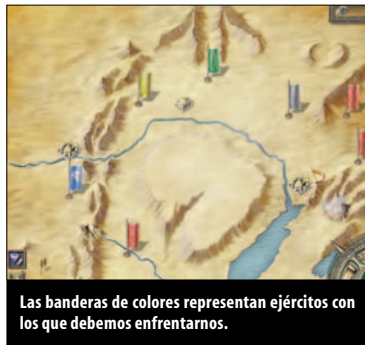 Las banderas de colores representan ejércitos con
los que debemos enfrentarnos.